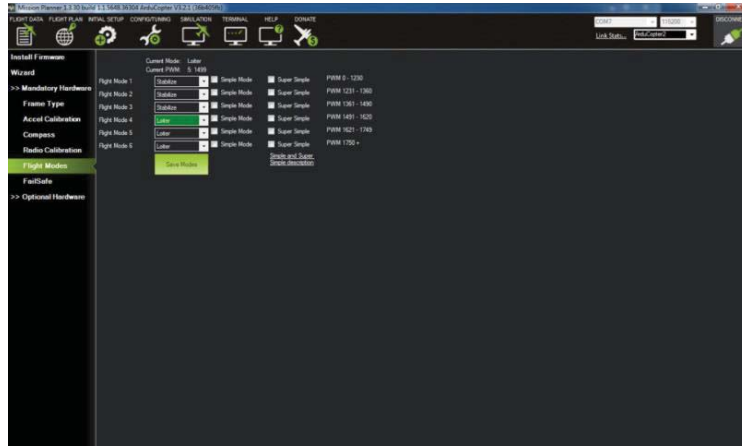 Mission Planner 1.3.10 build 1.1.5648.36304 ArduCopter V3.2.1 (36b405fb)
FLIGHT DATA FLIGHT PLAN INITIAL SETUP CONFIG/TUNING SIMULATION TERMINAL HELP DONATE
COM7 115200 DISCONNE
Link Stats... ArduCopter2
Install Firmware
Wizard
>> Mandatory Hardware
Frame Type
Accel Calibration
Compass
Radio Calibration
Flight Modes
FailSafe
>> Optional Hardware
Current Mode: Loiter
Current PWM: 5: 1499
Flight Mode 1 Stabilize Simple Mode Super Simple PWM 0 - 1230
Flight Mode 2 Stabilize Simple Mode Super Simple PWM 1231 - 1360
Flight Mode 3 Stabilize Simple Mode Super Simple PWM 1361 - 1490
Flight Mode 4 Loiter Simple Mode Super Simple PWM 1491 - 1620
Flight Mode 5 Loiter Simple Mode Super Simple PWM 1621 - 1749
Flight Mode 6 Loiter Simple Mode Super Simple PWM 1750 +
Save Modes
Simple and Super
Simple description